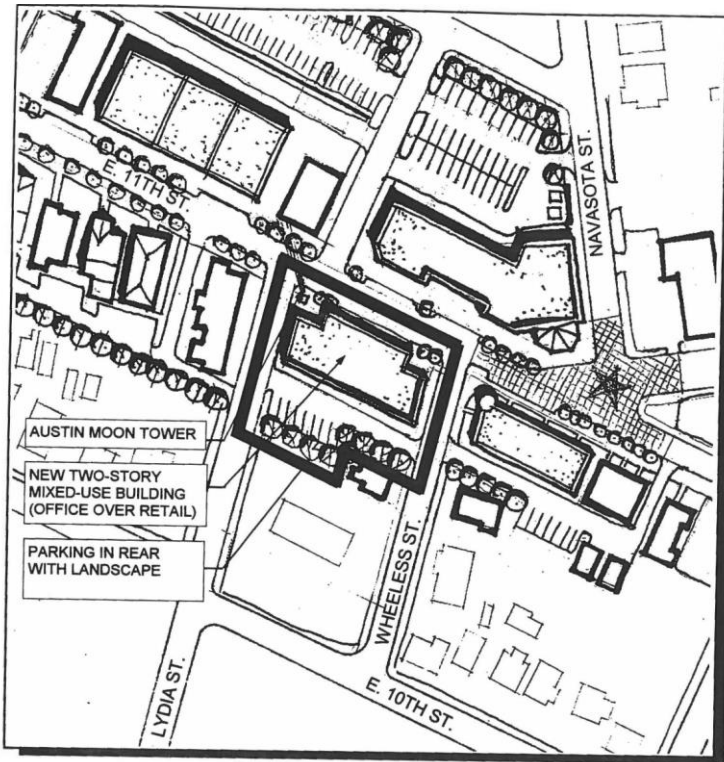 E. 11TH ST.
NAVASOTA ST.
AUSTIN MOON TOWER
NEW TWO-STORY
MIXED-USE BUILDING
(OFFICE OVER RETAIL)
PARKING IN REAR
WITH LANDSCAPE
WHEELESS ST.
LYDIA ST.
E. 10TH ST.